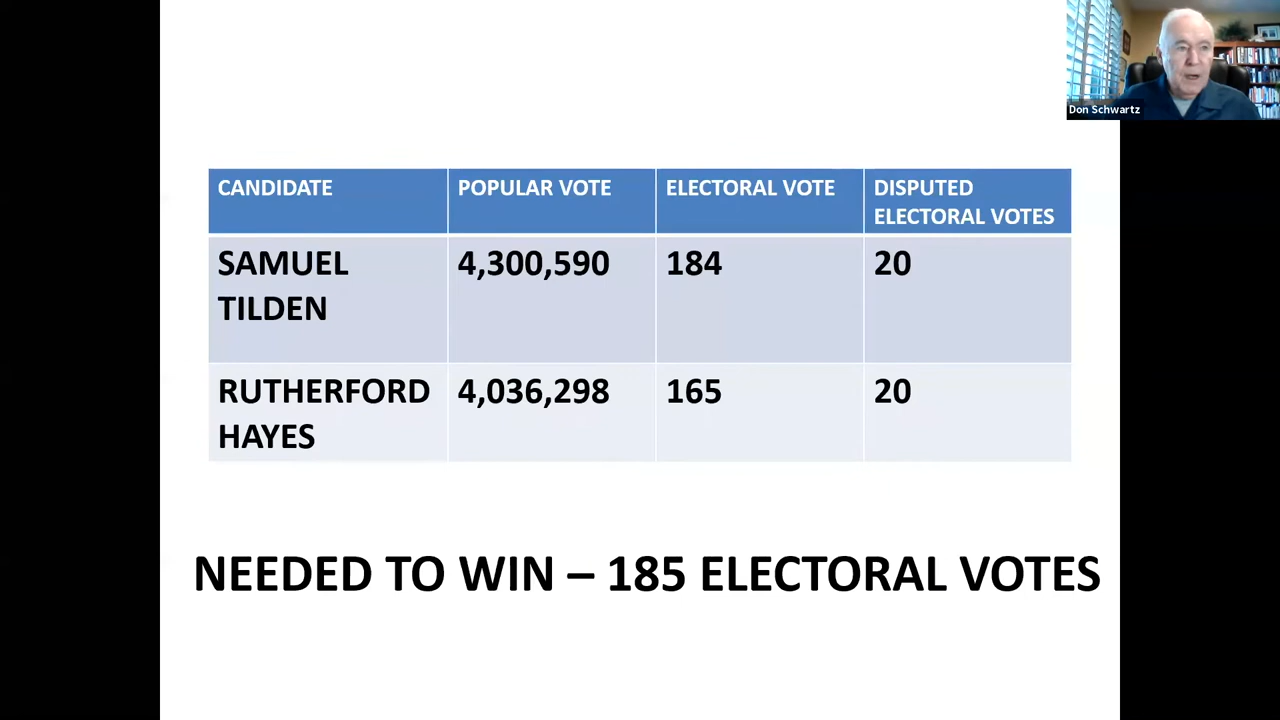 Don Schwartz
CANDIDATE
POPULAR VOTE
ELECTORAL VOTE
DISPUTED
ELECTORAL VOTES
SAMUEL
TILDEN
4,300,590
184
20
RUTHERFORD
HAYES
4,036,298
165
20
NEEDED TO WIN – 185 ELECTORAL VOTES